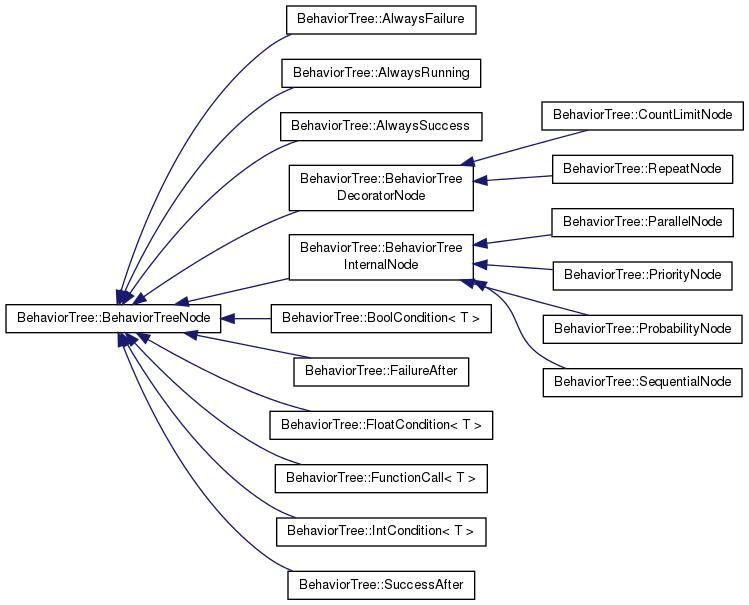 BehaviorTree::AlwaysFailure
BehaviorTree::AlwaysRunning
BehaviorTree::AlwaysSuccess
BehaviorTree::CountLimitNode
BehaviorTree::BehaviorTree
DecoratorNode
BehaviorTree::RepeatNode
BehaviorTree::ParallelNode
BehaviorTree::BehaviorTree
InternalNode
BehaviorTree::PriorityNode
BehaviorTree::BehaviorTreeNode
BehaviorTree::BoolCondition< T >
BehaviorTree::ProbabilityNode
BehaviorTree::FailureAfter
BehaviorTree::SequentialNode
BehaviorTree::FloatCondition< T >
BehaviorTree::FunctionCall< T >
BehaviorTree::IntCondition< T >
BehaviorTree::SuccessAfter